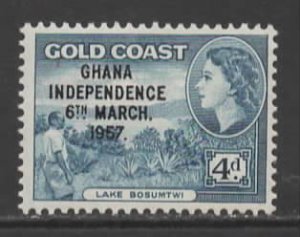 GOLD COAST
GHANA
INDEPENDENCE
6TH MARCH,
1957.
4d.
LAKE BOSUMTWI